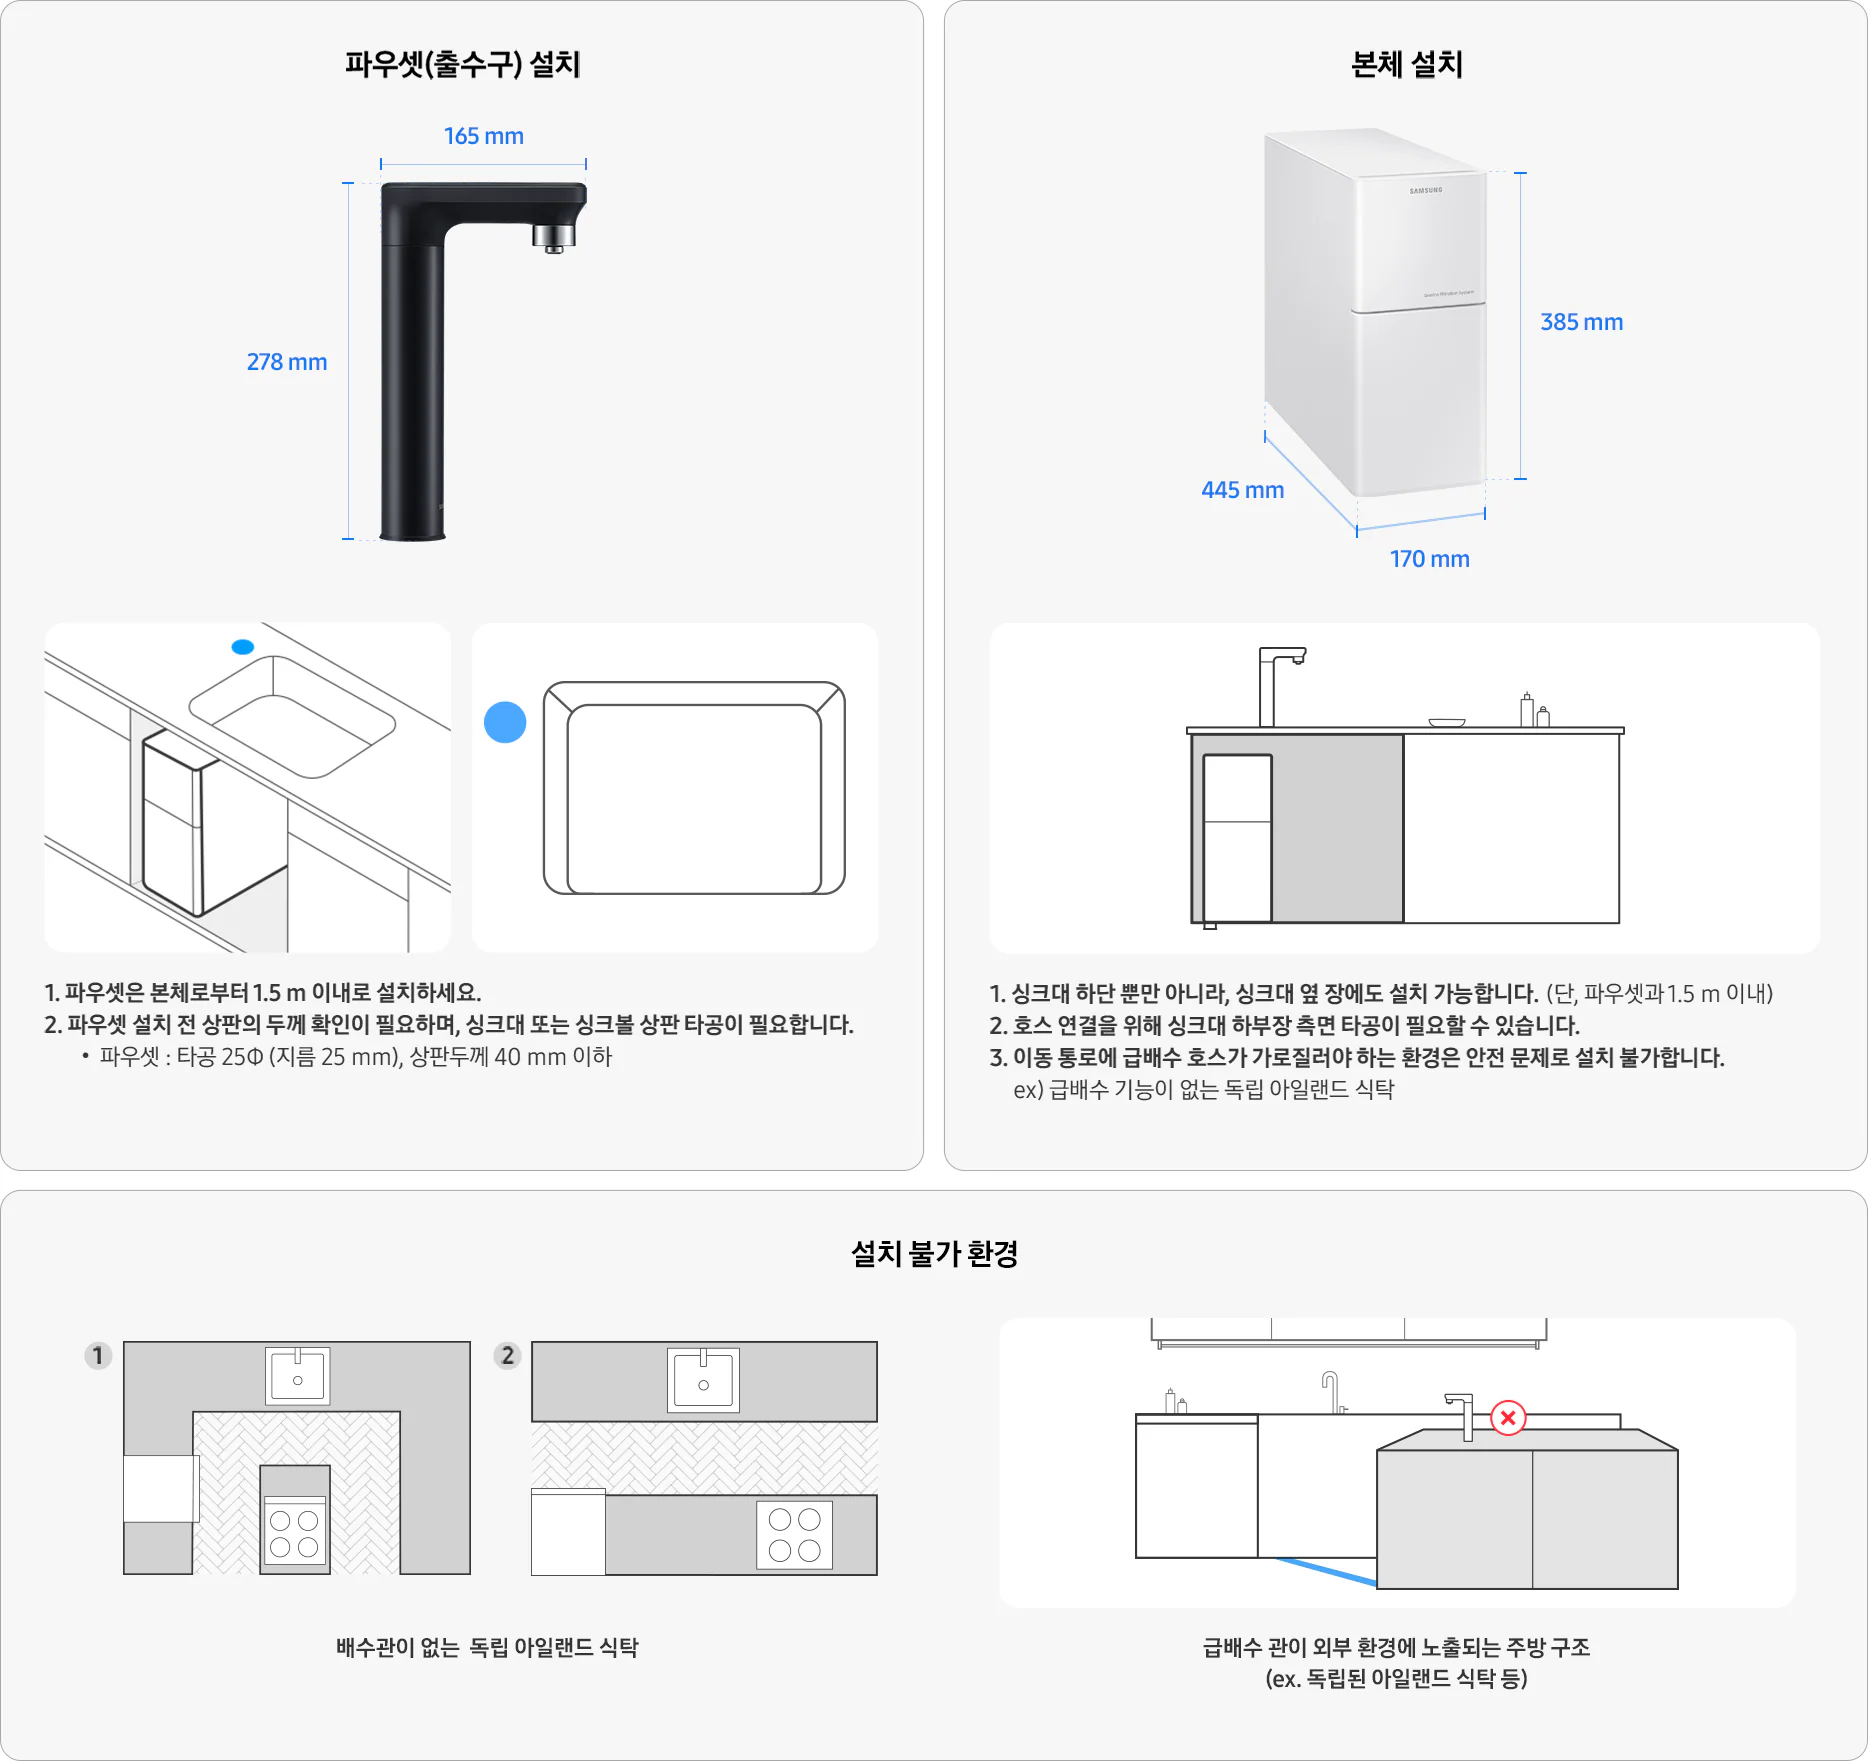 파우셋(출수구) 설치
165 mm
278 mm
1. 파우셋은 본체로부터 1.5 m 이내로 설치하세요.
2. 파우셋 설치 전 상판의 두께 확인이 필요하며, 싱크대 또는 싱크볼 상판 타공이 필요합니다.
• 파우셋 : 타공 25Φ (지름 25 mm), 상판두께 40 mm 이하
본체 설치
SAMSUNG
385 mm
445 mm
170 mm
1. 싱크대 하단 뿐만 아니라, 싱크대 옆 장에도 설치 가능합니다. (단, 파우셋과 1.5 m 이내)
2. 호스 연결을 위해 싱크대 하부장 측면 타공이 필요할 수 있습니다.
3. 이동 통로에 급배수 호스가 가로질러야 하는 환경은 안전 문제로 설치 불가합니다.
ex) 급배수 기능이 없는 독립 아일랜드 식탁
설치 불가 환경
1
2
배수관이 없는 독립 아일랜드 식탁
급배수 관이 외부 환경에 노출되는 주방 구조
(ex. 독립된 아일랜드 식탁 등)